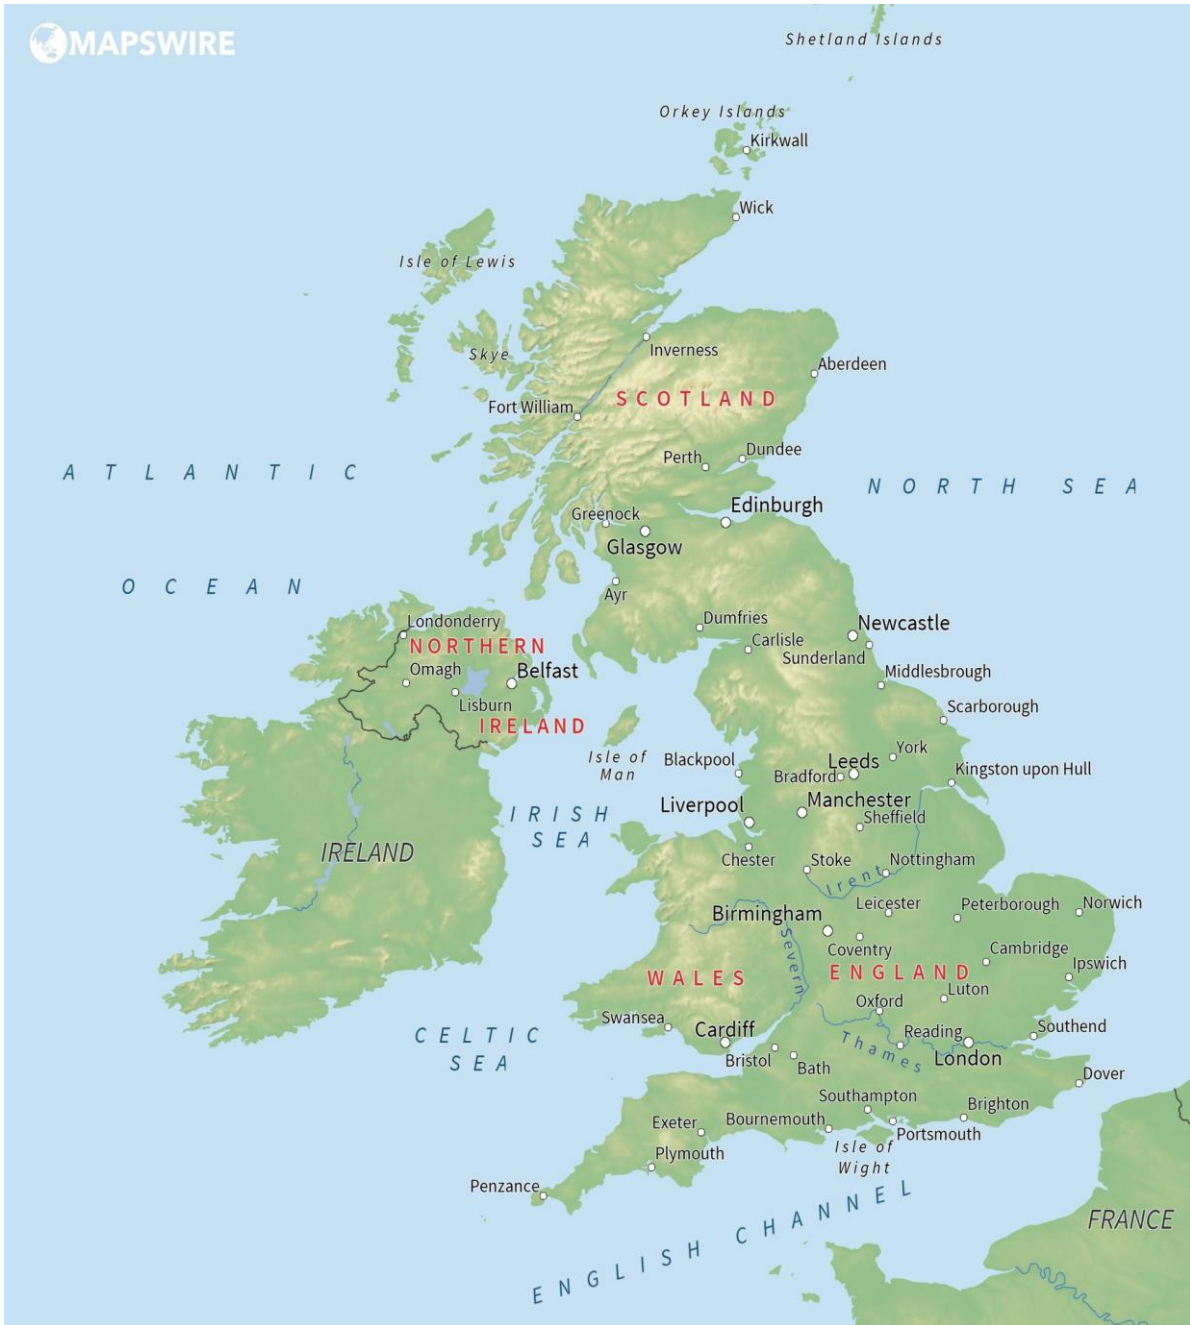 MAPSWIRE
Shetland Islands
Orkey Islands
Kirkwall
Wick
Isle of Lewis
Skye
Inverness
Aberdeen
SCOTLAND
Fort William
Perth
Dundee
ATLANTIC
NORTH SEA
Edinburgh
Greenock
Glasgow
OCEAN
Ayr
Londonderry
Dumfries
Newcastle
NORTHERN
Carlisle
Sunderland
Omagh
Belfast
Middlesbrough
Lisburn
IRELAND
Scarborough
Isle of
Man
Blackpool
York
Leeds
Bradford
Kingston upon Hull
Liverpool
Manchester
IRISH
SEA
Sheffield
IRELAND
Chester
Stoke
Nottingham
Irent
Leicester
Peterborough
Norwich
Birmingham
Severn
Coventry
Cambridge
Ipswich
WALES
ENGLAND
Luton
Oxford
Swansea
Cardiff
Reading
Southend
CELTIC
SEA
Thames
London
Bristol
Bath
Dover
Southampton
Brighton
Exeter
Bournemouth
Portsmouth
Isle of
Wight
Plymouth
Penzance
ENGLISH CHANNEL
FRANCE